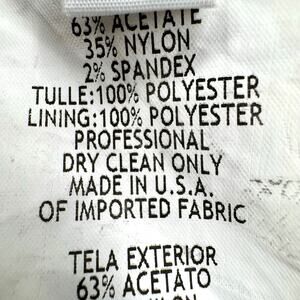 63% ACETATE
35% NYLON
2% SPANDEX
TULLE:100% POLYESTER
LINING:100% POLYESTER
PROFESSIONAL
DRY CLEAN ONLY
MADE IN U.S.A.
OF IMPORTED FABRIC
TELA EXTERIOR
63% ACETATO